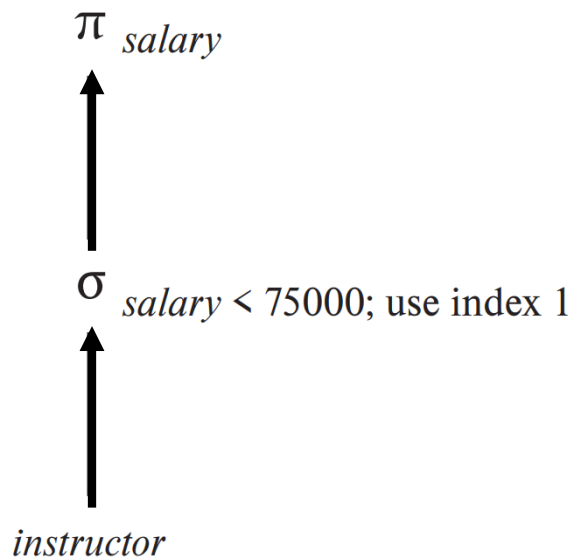 π salary
σ salary < 75000; use index 1
instructor